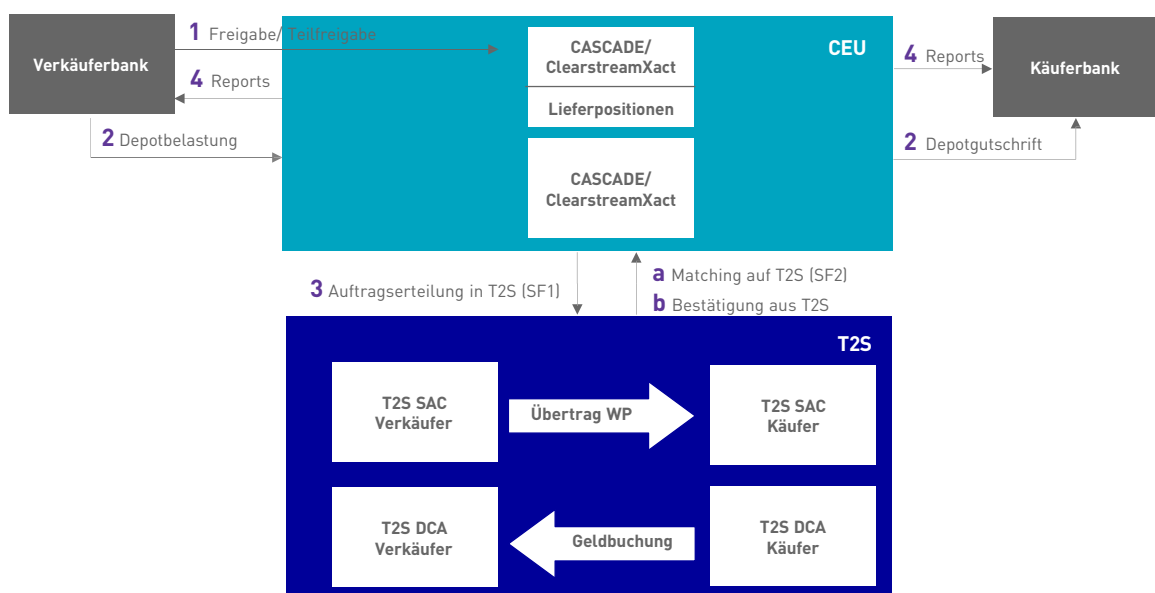 1 Freigabe/ Teilfreigabe
Verkäuferbank
4 Reports
2 Depotbelastung
CEU
CASCADE/
ClearstreamXact
Lieferpositionen
CASCADE/
ClearstreamXact
4 Reports
Käuferbank
2 Depotgutschrift
3 Auftragserteilung in T2S (SF1)
a Matching auf T2S (SF2)
b Bestätigung aus T2S
T2S
T2S SAC
Verkäufer
Übertrag WP
T2S SAC
Käufer
T2S DCA
Verkäufer
Geldbuchung
T2S DCA
Käufer